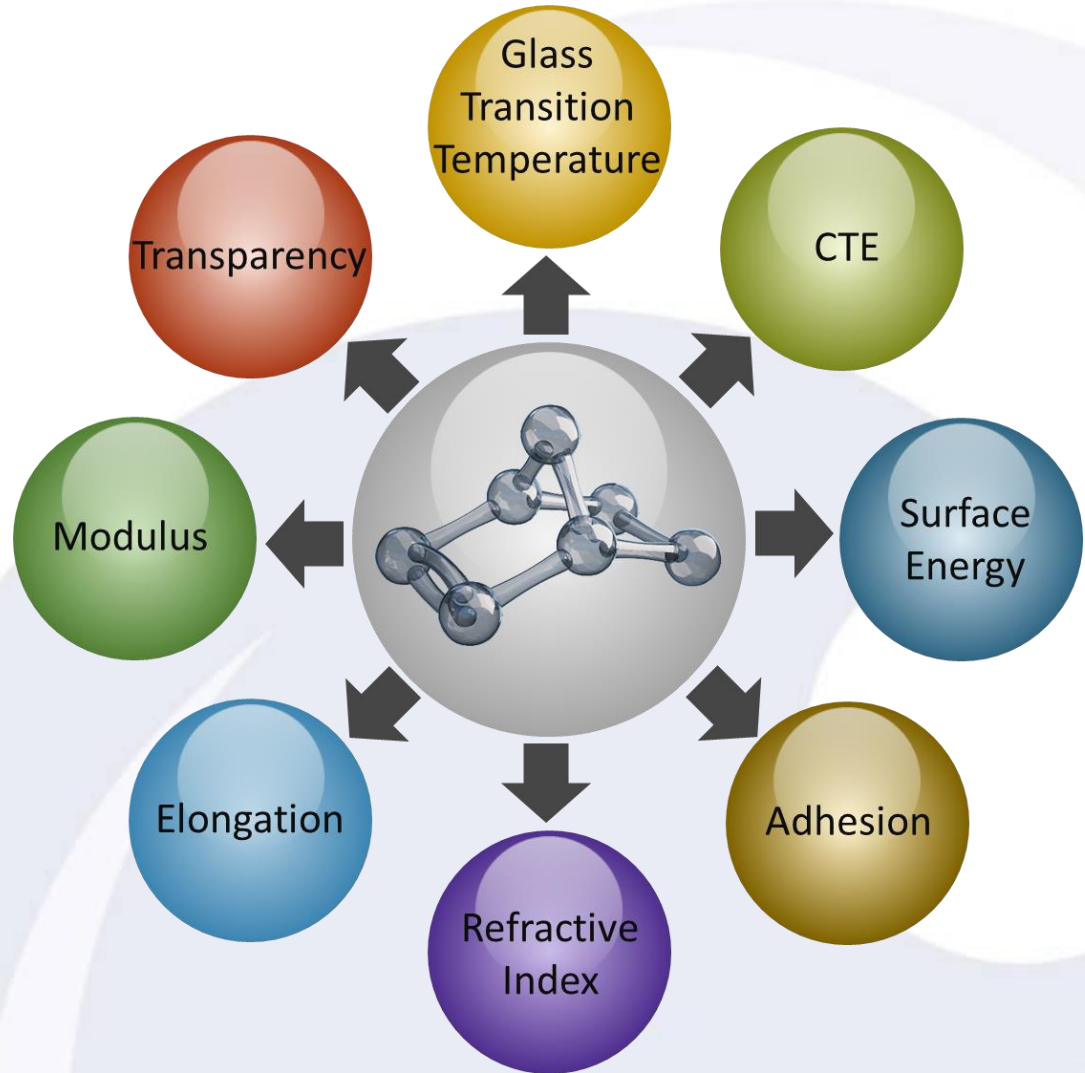 Glass
Transition
Temperature
CTE
Surface
Energy
Adhesion
Refractive
Index
Elongation
Modulus
Transparency